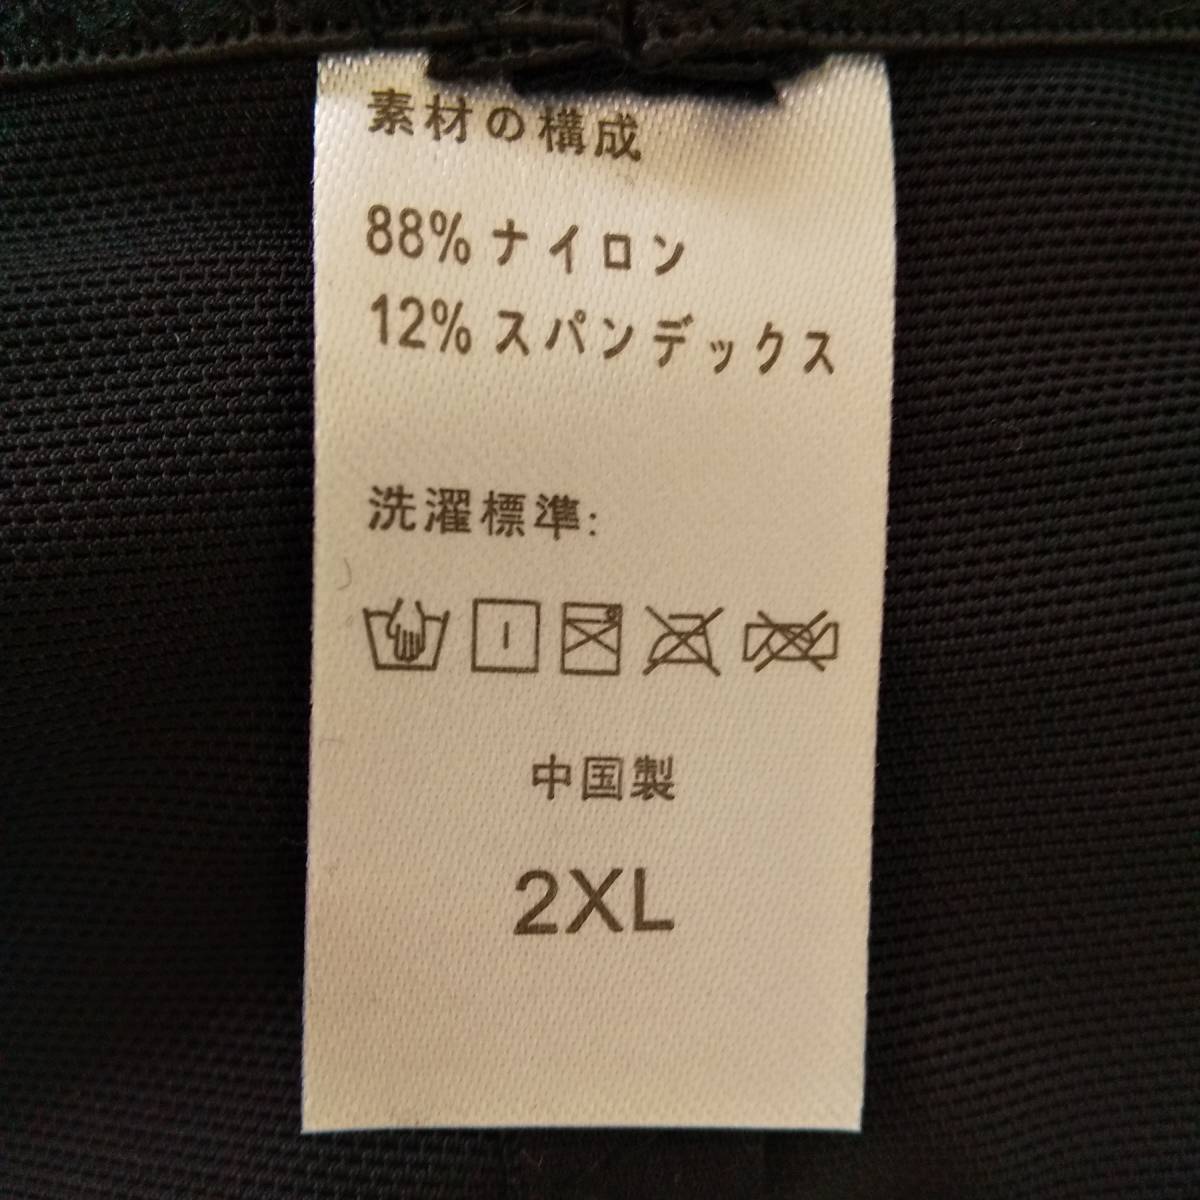 素材の構成
88% ナイロン
12% スパンデックス
洗濯標準:
中国製
2XL